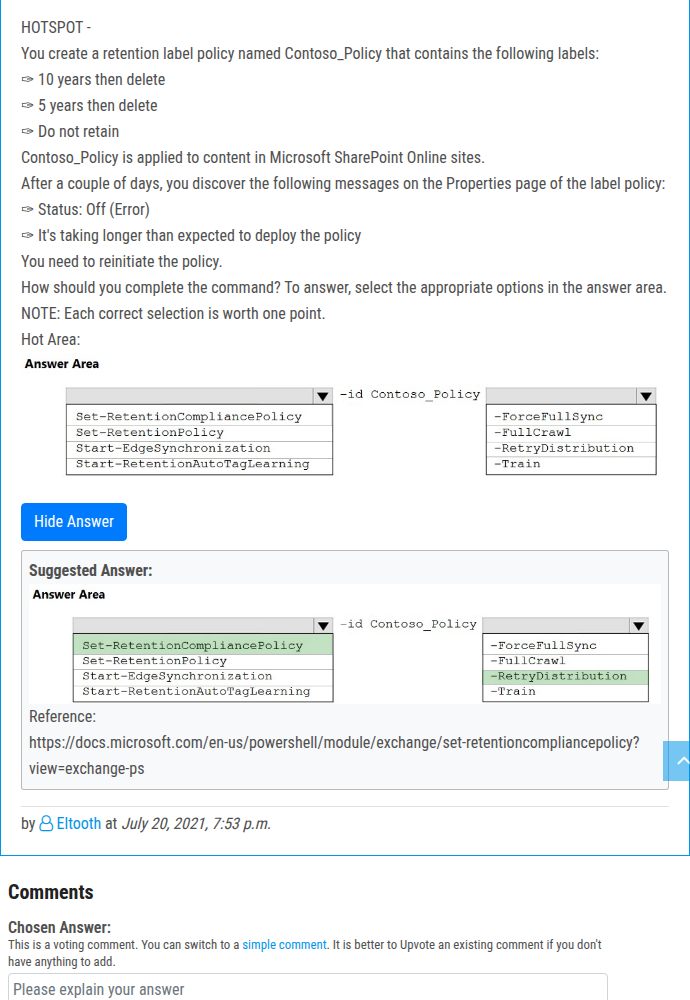 HOTSPOT -
You create a retention label policy named Contoso_Policy that contains the following labels:
✑ 10 years then delete
✑ 5 years then delete
✑ Do not retain
Contoso_Policy is applied to content in Microsoft SharePoint Online sites.
After a couple of days, you discover the following messages on the Properties page of the label policy:
✑ Status: Off (Error)
✑ It's taking longer than expected to deploy the policy
You need to reinitiate the policy.
How should you complete the command? To answer, select the appropriate options in the answer area.
NOTE: Each correct selection is worth one point.
Hot Area:
Answer Area
-id Contoso_Policy
Set-RetentionCompliancePolicy -ForceFullSync
Set-RetentionPolicy -FullCrawl
Start-EdgeSynchronization -RetryDistribution
Start-RetentionAutoTagLearning -Train
Hide Answer
Suggested Answer:
Answer Area
-id Contoso_Policy
Set-RetentionCompliancePolicy -ForceFullSync
Set-RetentionPolicy -FullCrawl
Start-EdgeSynchronization -RetryDistribution
Start-RetentionAutoTagLearning -Train
Reference:
https://docs.microsoft.com/en-us/powershell/module/exchange/set-retentioncompliancepolicy?
view=exchange-ps
by Eltooth at July 20, 2021, 7:53 p.m.
Comments
Chosen Answer:
This is a voting comment. You can switch to a simple comment. It is better to Upvote an existing comment if you don't
have anything to add.
Please explain your answer